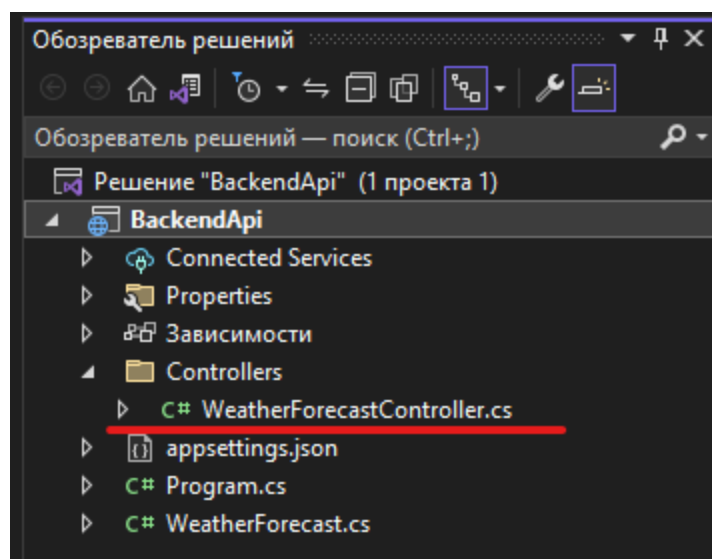 Обозреватель решений
Обозреватель решений — поиск (Ctrl+;)
Решение "BackendApi" (1 проекта 1)
BackendApi
Connected Services
Properties
Зависимости
Controllers
C# WeatherForecastController.cs
appsettings.json
C# Program.cs
C# WeatherForecast.cs